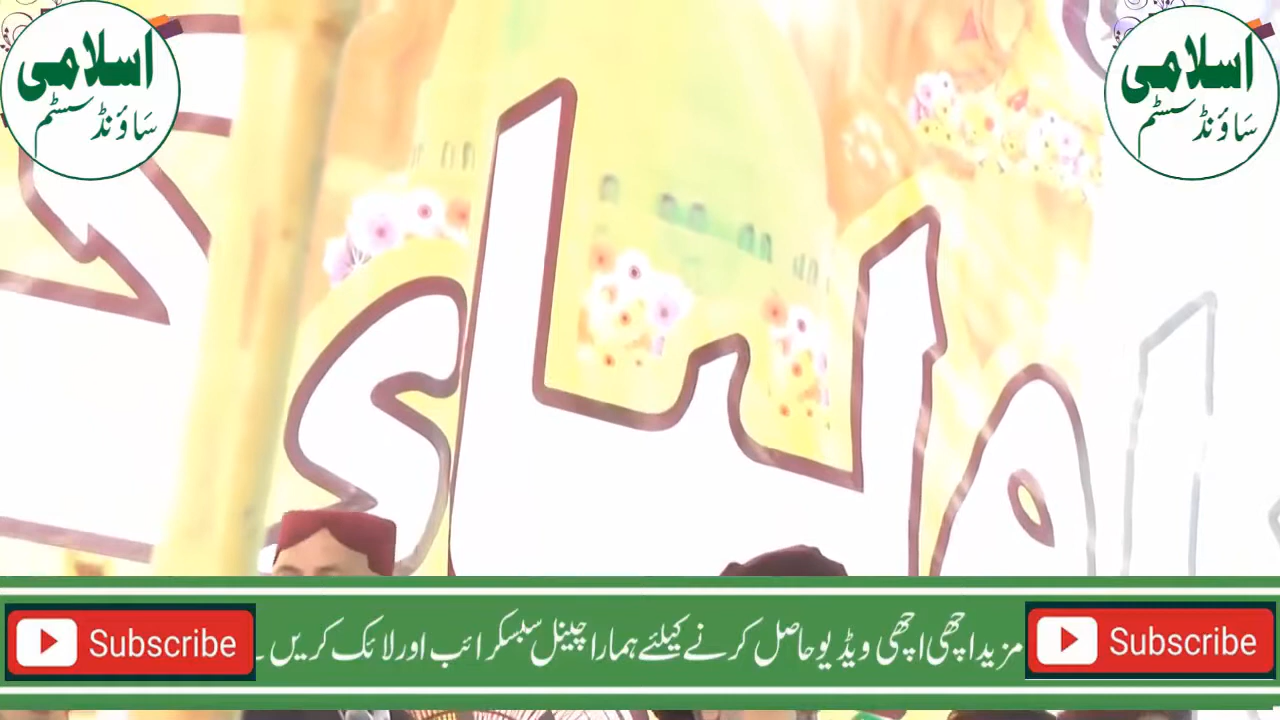 اسلامی
ساؤنڈ سسٹم
اسلامی
ساؤنڈ سسٹم
اولیائے
Subscribe
مزید اچھی اچھی ویڈیو حاصل کرنے کیلئے ہمارا چینل سبسکرائب اور لائک کریں۔
Subscribe